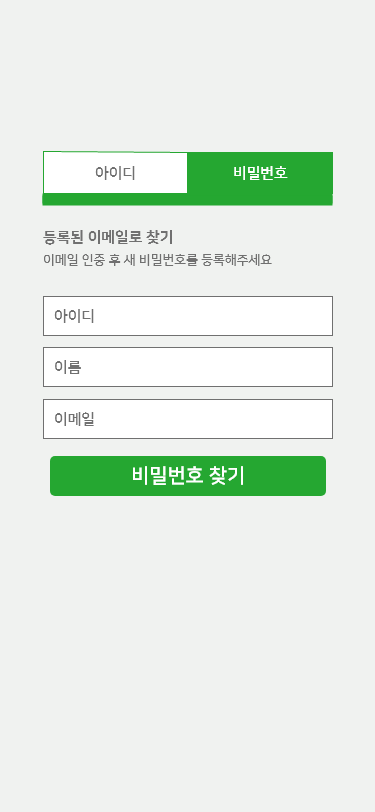 아이디 비밀번호
등록된 이메일로 찾기
이메일 인증 후 새 비밀번호를 등록해주세요
아이디
이름
이메일
비밀번호 찾기